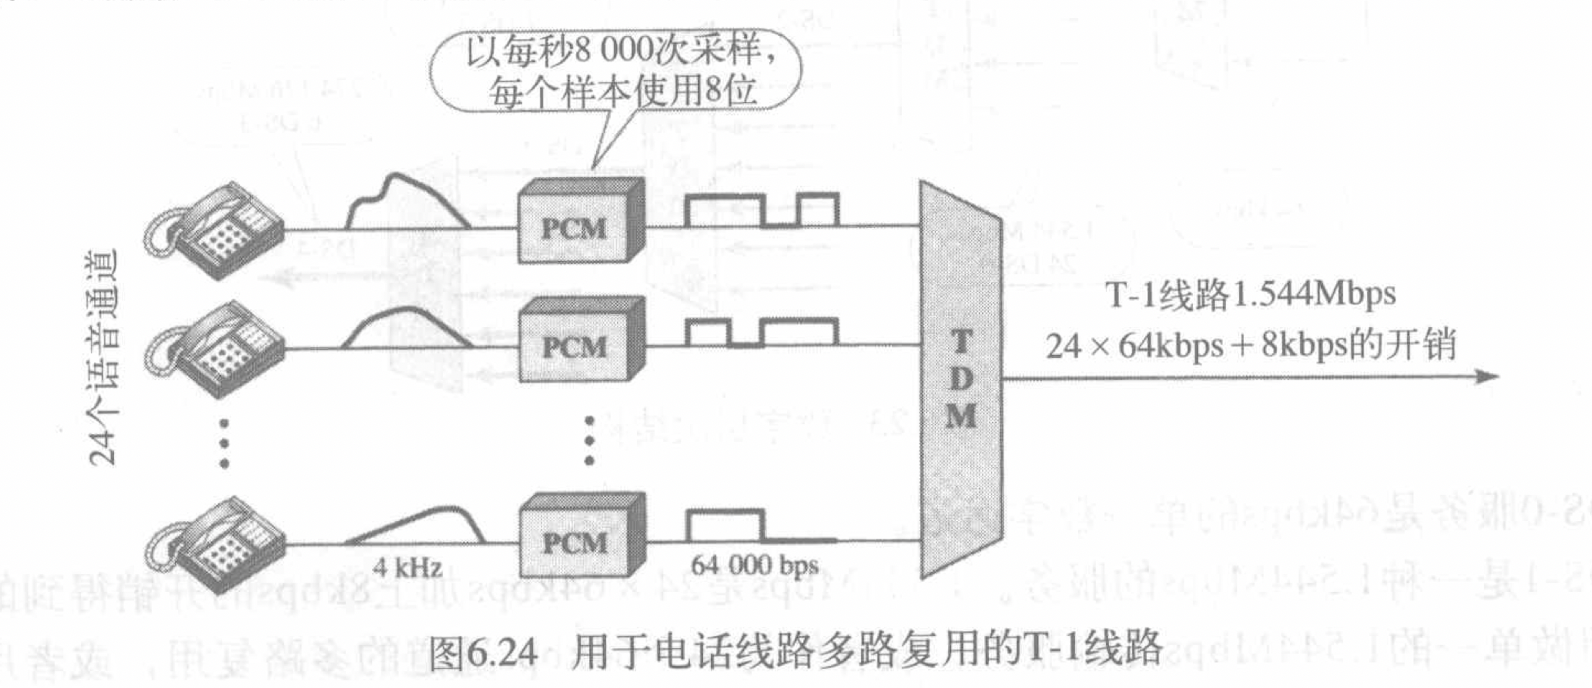 以每秒8 000次采样，
每个样本使用8位
24个语音通道
PCM
PCM
PCM
4 kHz
64 000 bps
TDM
T-1线路1.544Mbps
24×64kbps+8kbps的开销
图6.24 用于电话线路多路复用的T-1线路